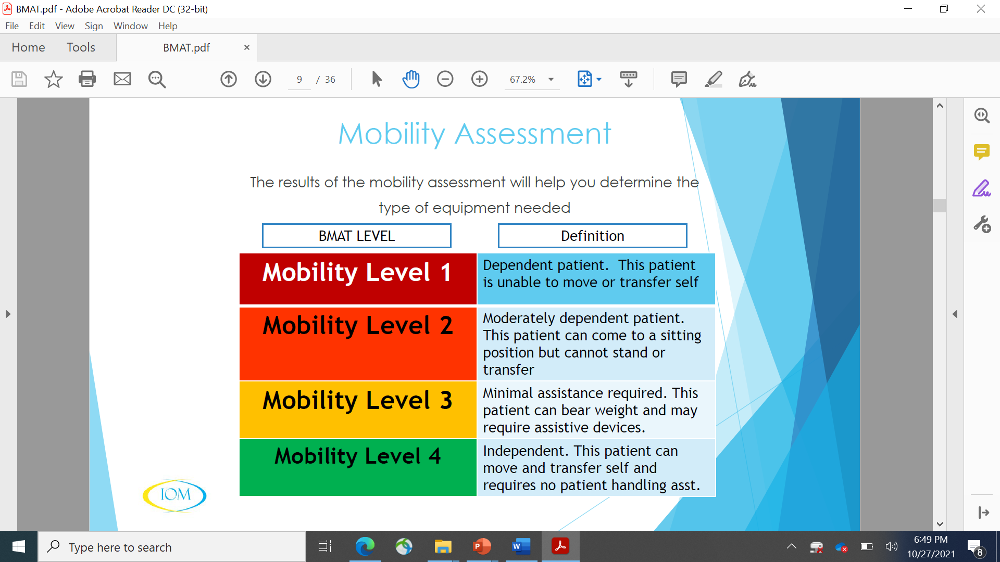 BMAT.pdf - Adobe Acrobat Reader DC (32-bit)
File Edit View Sign Window Help
Home Tools BMAT.pdf
9 / 36 67.2%
Mobility Assessment
The results of the mobility assessment will help you determine the
type of equipment needed
BMAT LEVEL Definition
Mobility Level 1
Dependent patient. This patient
is unable to move or transfer self
Mobility Level 2
Moderately dependent patient.
This patient can come to a sitting
position but cannot stand or
transfer
Mobility Level 3
Minimal assistance required. This
patient can bear weight and may
require assistive devices.
Mobility Level 4
Independent. This patient can
move and transfer self and
requires no patient handling asst.
IOM
Type here to search
6:49 PM
10/27/2021
8